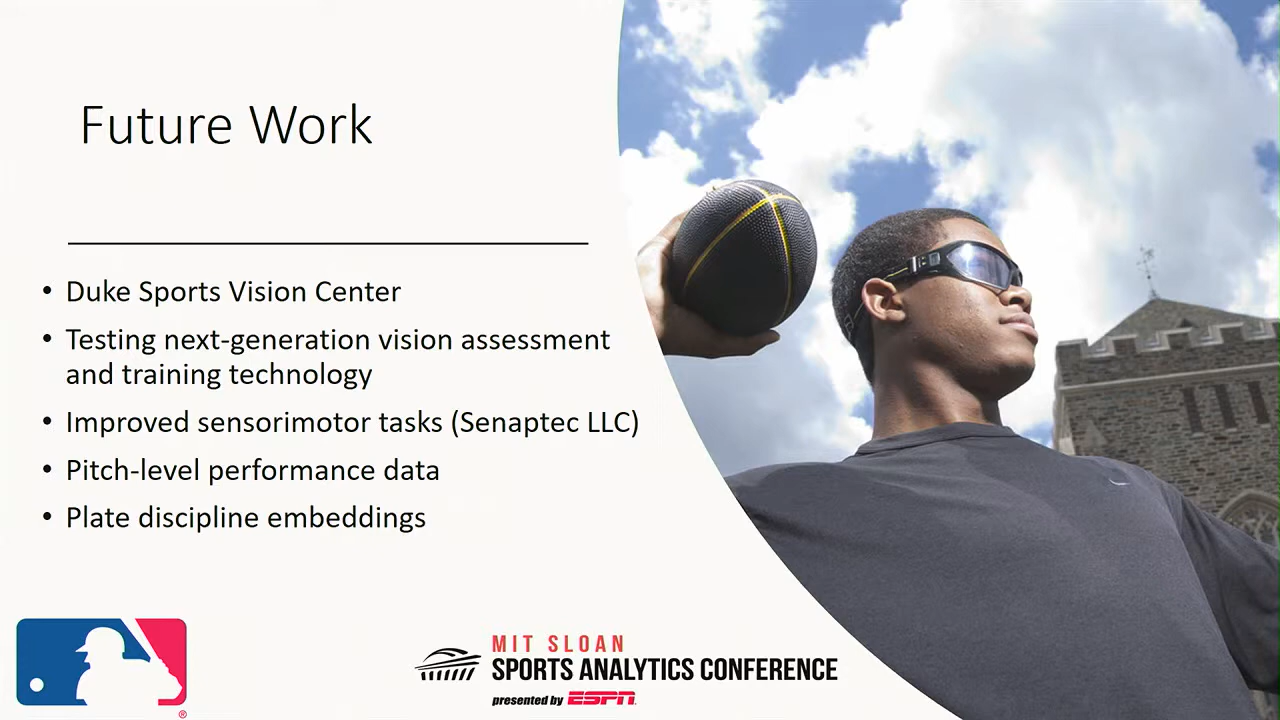 Future Work
• Duke Sports Vision Center
• Testing next-generation vision assessment
and training technology
• Improved sensorimotor tasks (Senaptec LLC)
• Pitch-level performance data
• Plate discipline embeddings
MIT SLOAN
SPORTS ANALYTICS CONFERENCE
presented by ESPN
®